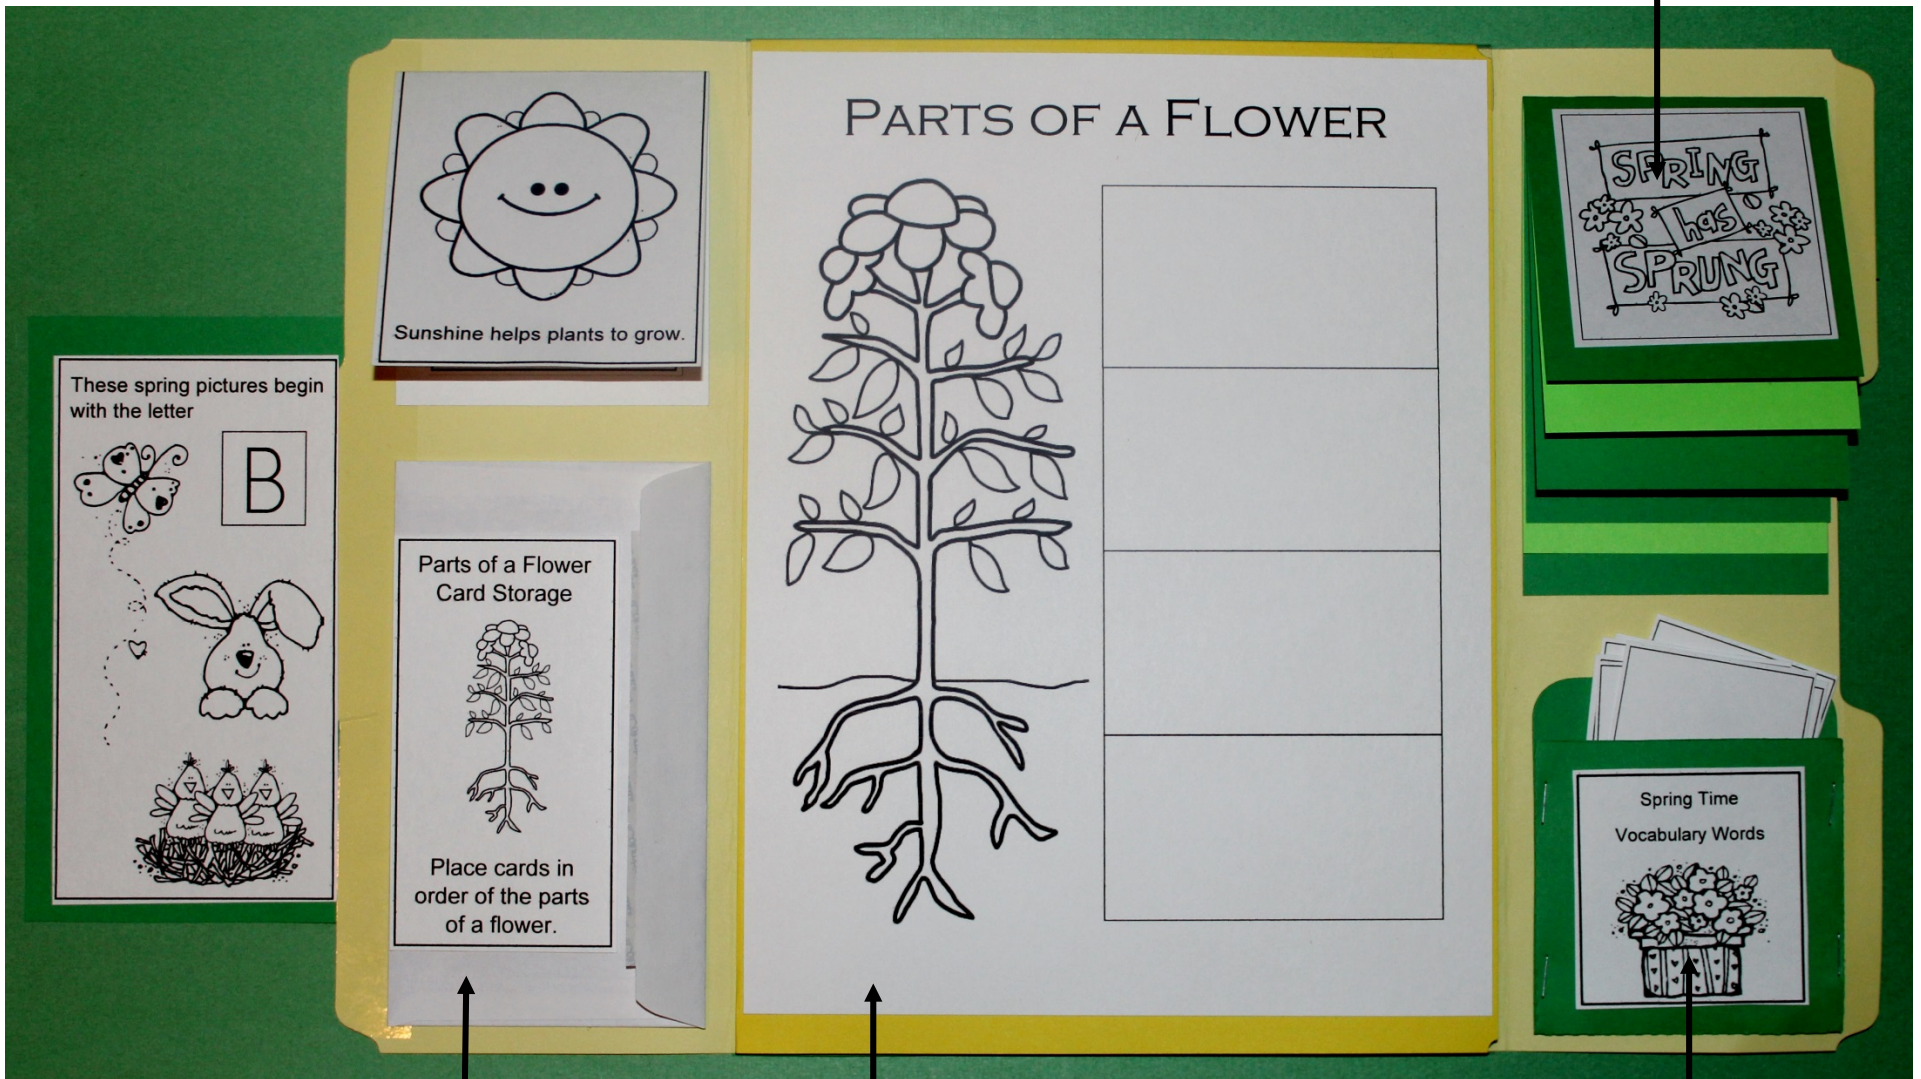 These spring pictures begin
with the letter
B
Sunshine helps plants to grow.
Parts of a Flower
Card Storage
Place cards in
order of the parts
of a flower.
PARTS OF A FLOWER
SPRING
has
SPRUNG
Spring Time
Vocabulary Words